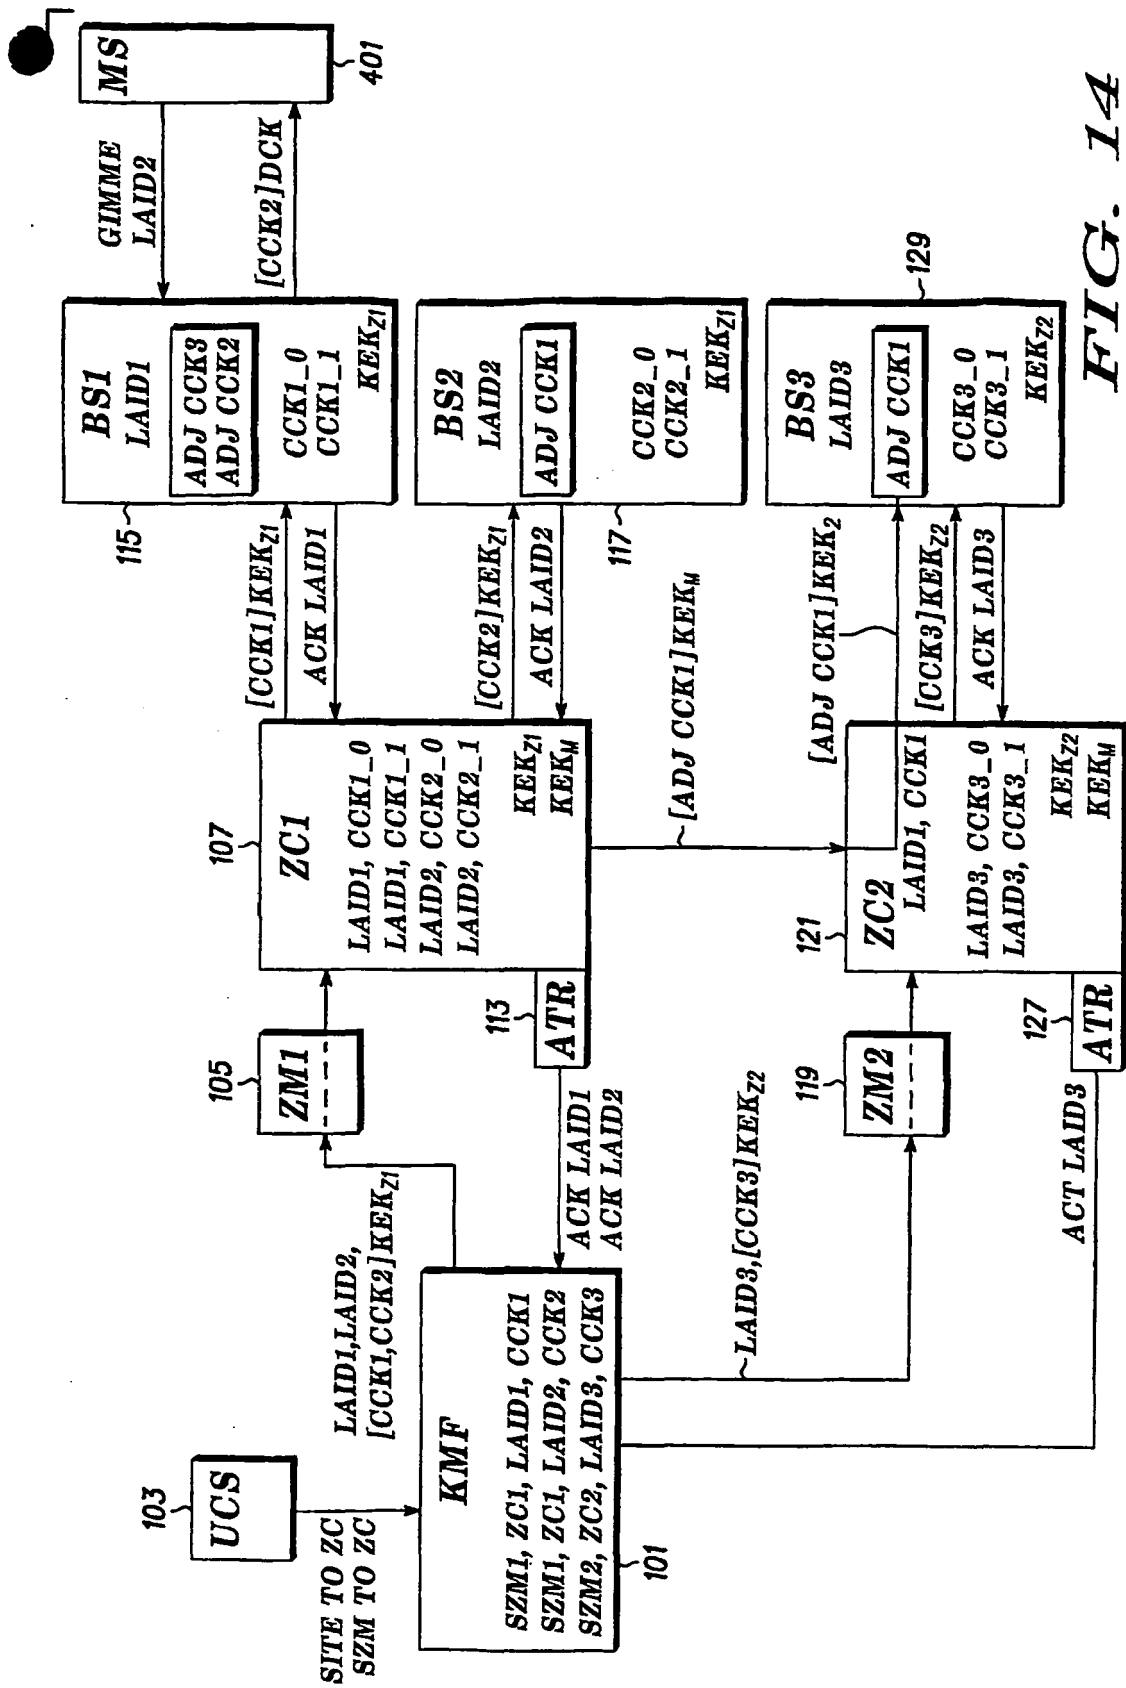 103
UCS
SITE TO ZC
SZM TO ZC
KMF
SZM1, ZC1, LAID1, CCK1
SZM1, ZC1, LAID2, CCK2
SZM2, ZC2, LAID3, CCK3
101
LAID1,LAID2,
[CCK1,CCK2]KEKZ1
105
ZM1
ACK LAID1
ACK LAID2
LAID3,[CCK3]KEKZ2
119
ZM2
ACT LAID3
107
ZC1
LAID1, CCK1_0
LAID1, CCK1_1
LAID2, CCK2_0
LAID2, CCK2_1
KEKZ1
KEKM
113
ATR
[ADJ CCK1]KEKM
121
ZC2
LAID1, CCK1
LAID3, CCK3_0
LAID3, CCK3_1
KEKZ2
KEKM
127
ATR
[CCK1]KEKZ1
ACK LAID1
[CCK2]KEKZ1
ACK LAID2
[ADJ CCK1]KEK2
[CCK3]KEKZ2
ACK LAID3
115
BS1
LAID1
ADJ CCK3
ADJ CCK2
CCK1_0
CCK1_1
KEKZ1
BS2
LAID2
ADJ CCK1
CCK2_0
CCK2_1
KEKZ1
117
BS3
LAID3
ADJ CCK1
CCK3_0
CCK3_1
KEKZ2
129
GIMME
LAID2
[CCK2]DCK
MS
401
FIG. 14